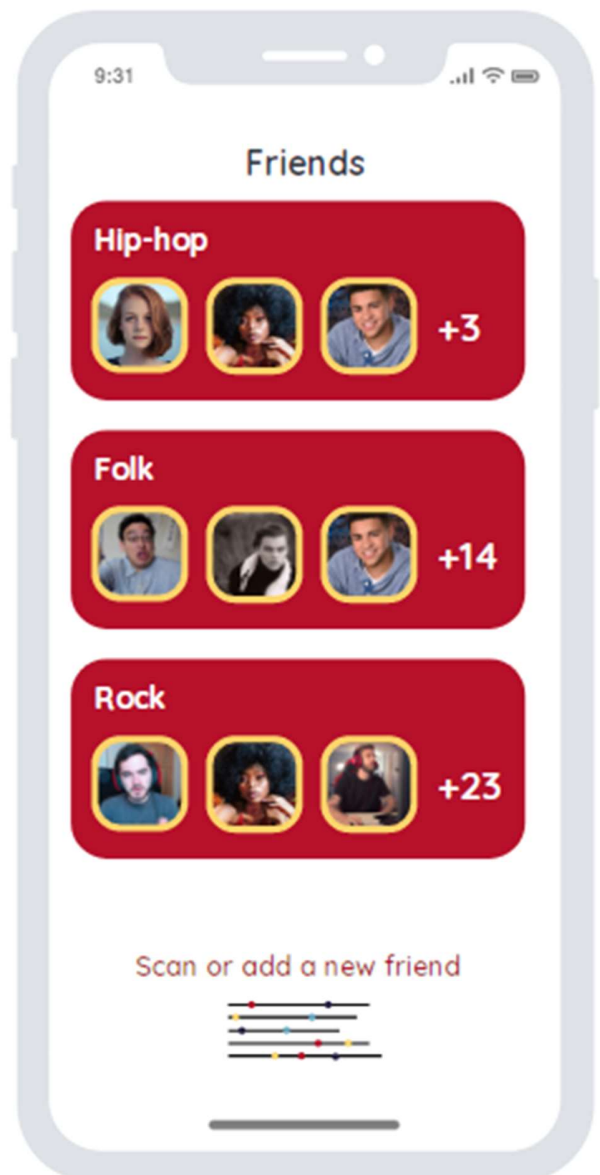 9:31
Friends
Hip-hop
+3
Folk
+14
Rock
+23
Scan or add a new friend